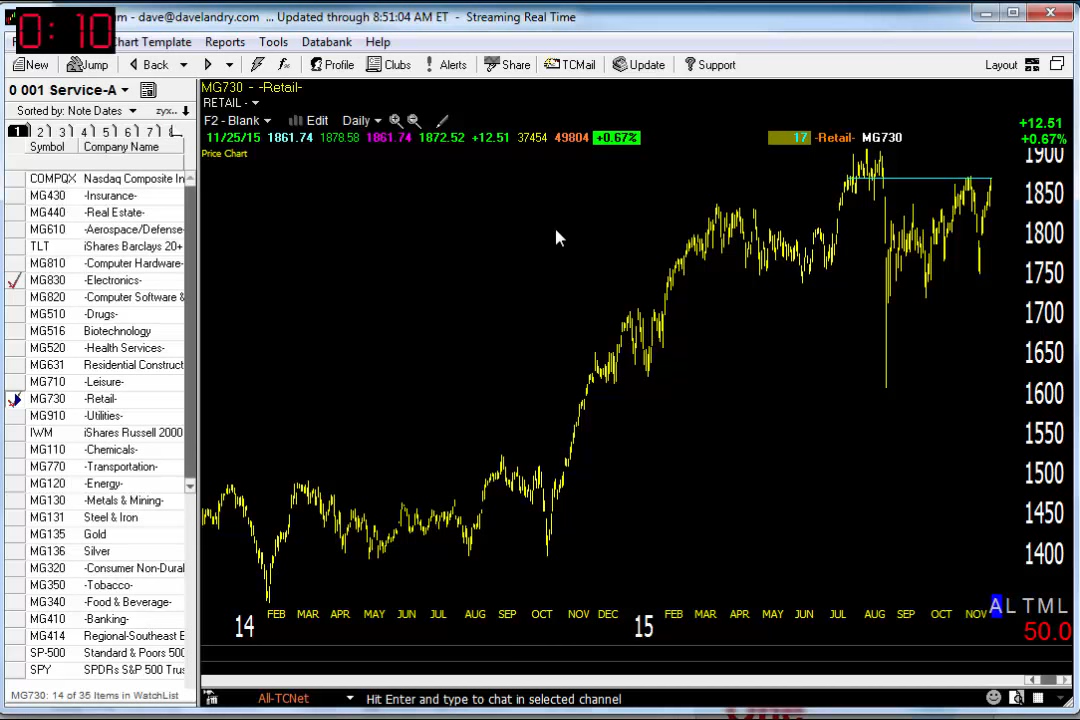 0:10
m - dave@davelandry.com ... Updated through 8:51:04 AM ET - Streaming Real Time
Chart Template Reports Tools Databank Help
New Jump Back Profile Clubs Alerts Share TCMail Update Support Layout
0 001 Service-A
Sorted by: Note Dates zyx..
1 2 3 4 5 6 7
Symbol Company Name
COMPQX Nasdaq Composite In
MG430 -Insurance-
MG440 -Real Estate-
MG610 -Aerospace/Defense-
TLT iShares Barclays 20+
MG810 -Computer Hardware-
MG830 -Electronics-
MG820 -Computer Software &
MG510 -Drugs-
MG516 Biotechnology
MG520 -Health Services-
MG631 Residential Construct
MG710 -Leisure-
MG730 -Retail-
MG910 -Utilities-
IWM iShares Russell 2000
MG110 -Chemicals-
MG770 -Transportation-
MG120 -Energy-
MG130 -Metals & Mining-
MG131 Steel & Iron
MG135 Gold
MG136 Silver
MG320 -Consumer Non-Dural
MG350 -Tobacco-
MG340 -Food & Beverage-
MG410 -Banking-
MG414 Regional-Southeast E
SP-500 Standard & Poors 500
SPY SPDRs S&P 500 Trus
MG730: 14 of 35 Items in WatchList
MG730 - -Retail-
RETAIL -
F2 - Blank Edit Daily
11/25/15 1861.74 1878.58 1861.74 1872.52 +12.51 37454 49804 +0.67% 17 -Retail- MG730
+12.51
+0.67%
Price Chart
1900
1850
1800
1750
1700
1650
1600
1550
1500
1450
1400
FEB MAR APR MAY JUN JUL AUG SEP OCT NOV DEC FEB MAR APR MAY JUN JUL AUG SEP OCT NOV
14 15
A L T M L
50.0
All-TCNet Hit Enter and type to chat in selected channel